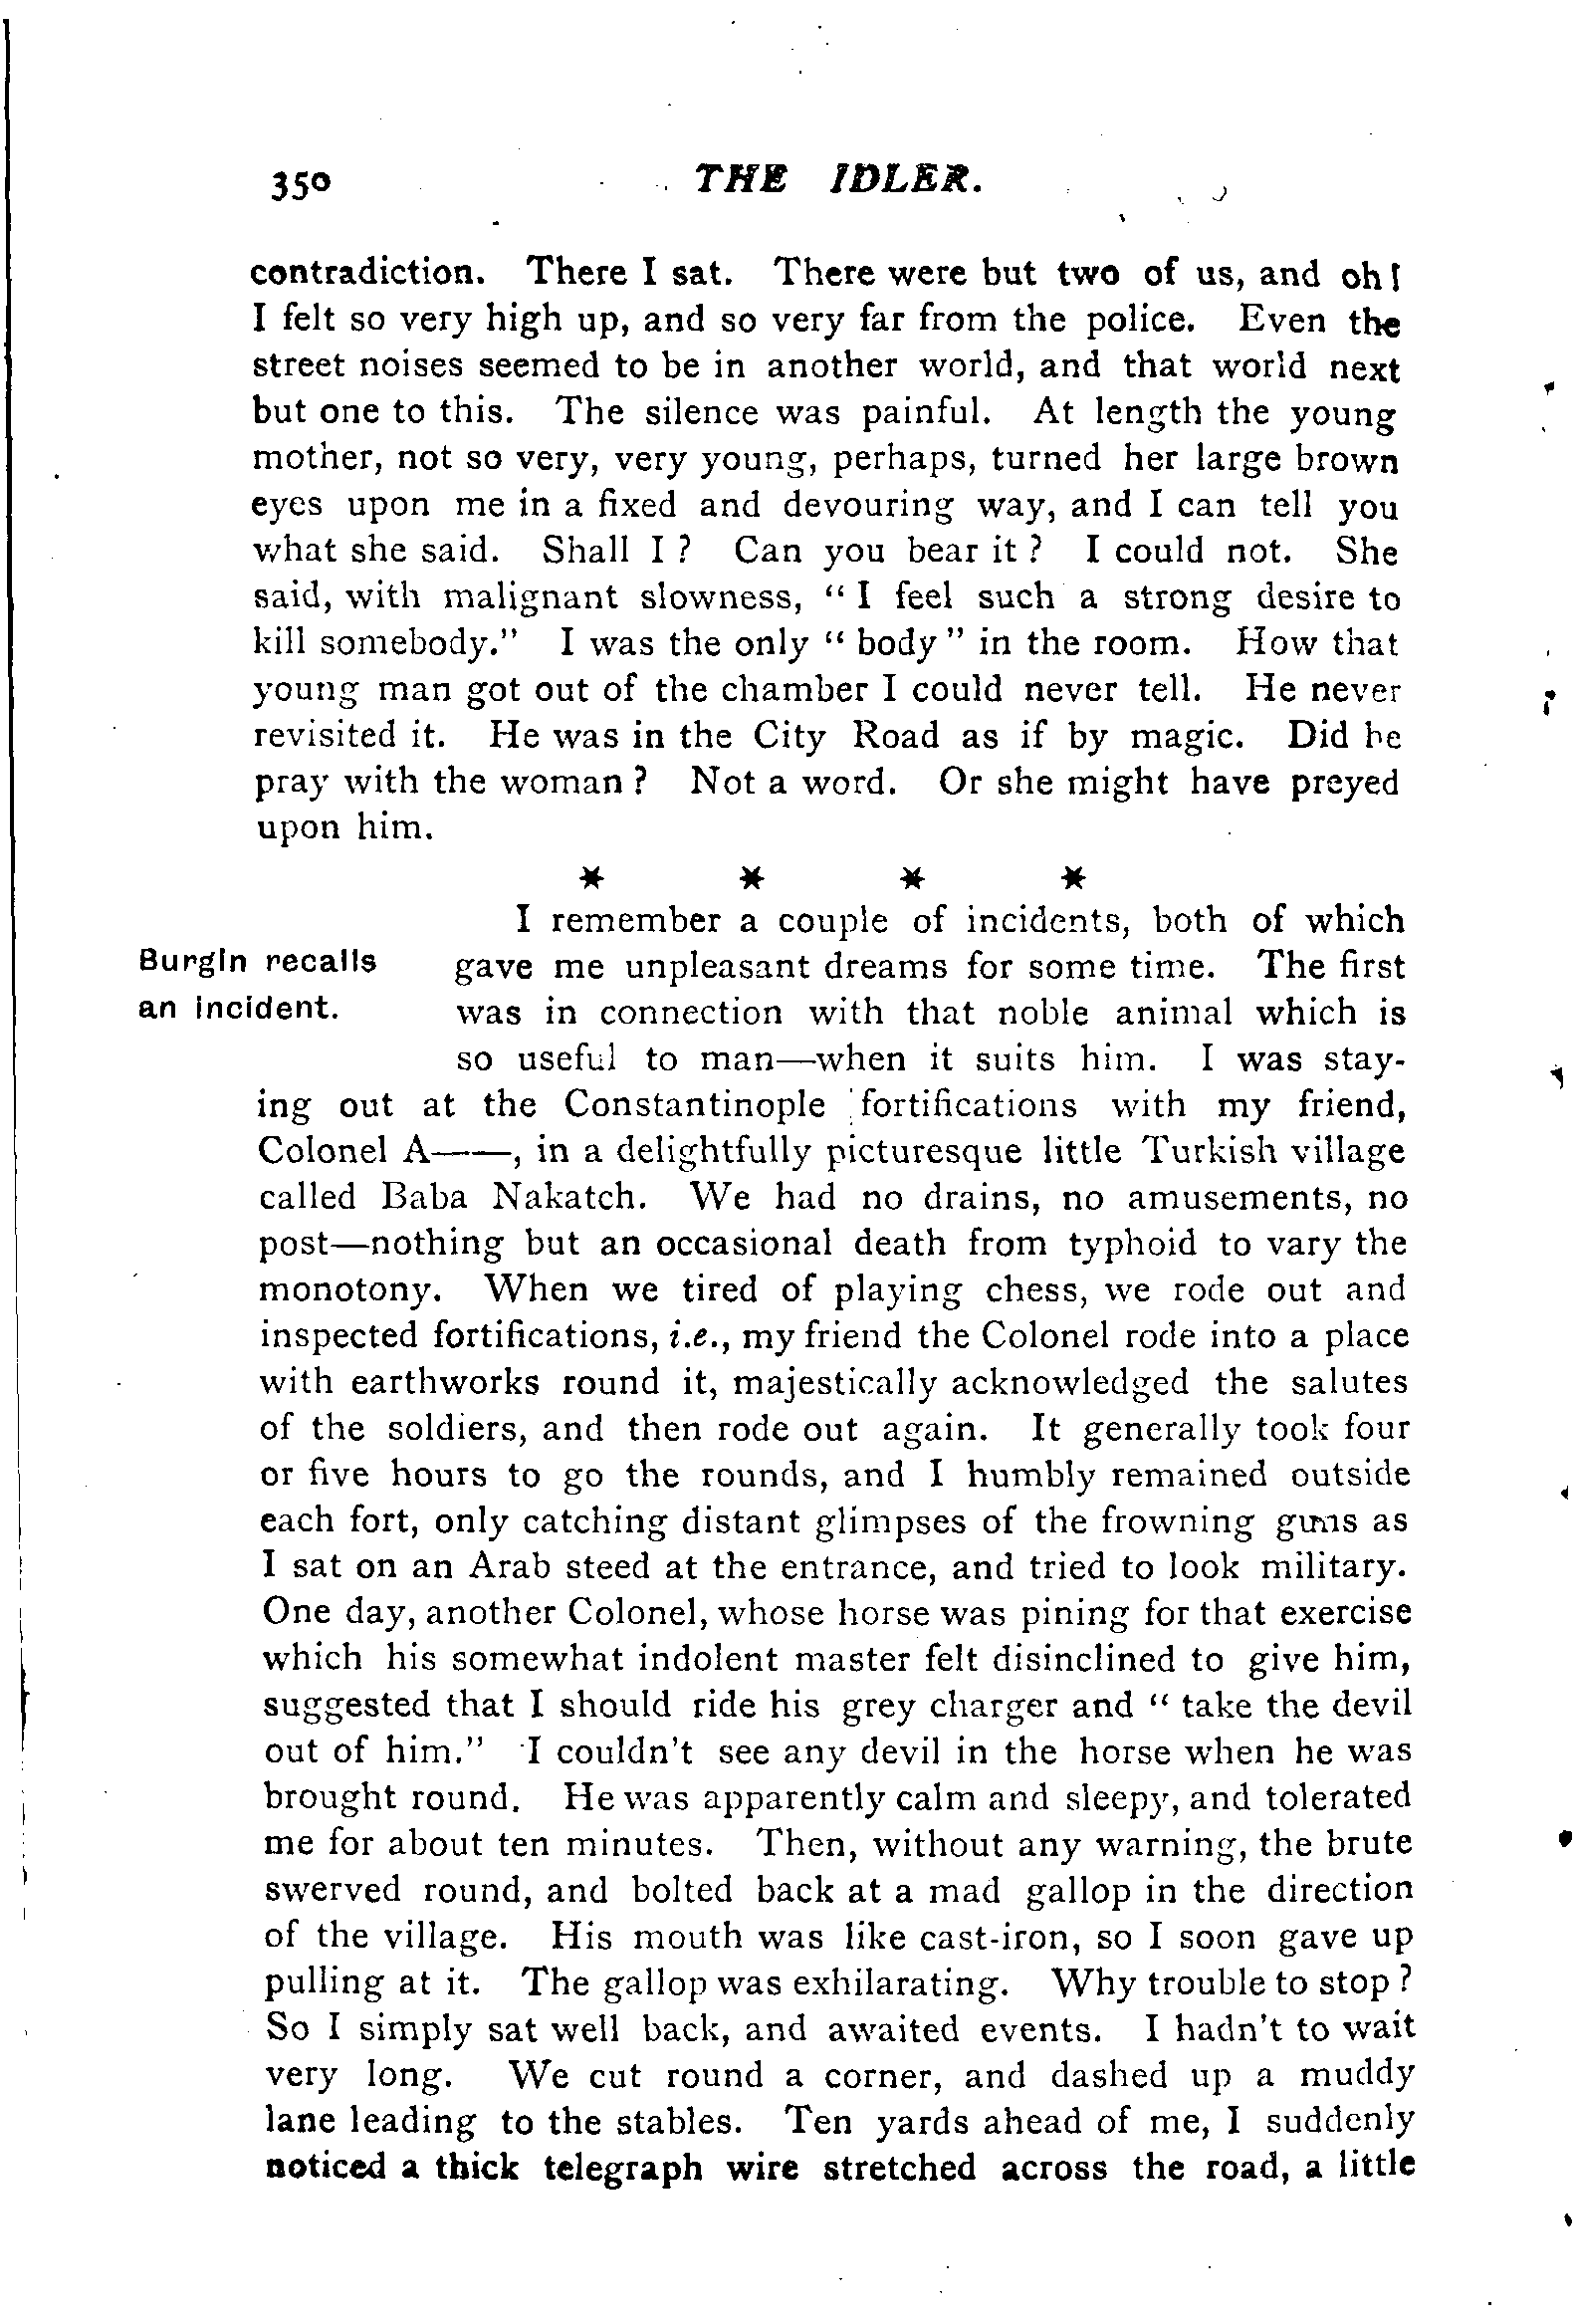 350 THE IDLER.
contradiction. There I sat. There were but two of us, and oh!
I felt so very high up, and so very far from the police. Even the
street noises seemed to be in another world, and that world next
but one to this. The silence was painful. At length the young
mother, not so very, very young, perhaps, turned her large brown
eyes upon me in a fixed and devouring way, and I can tell you
what she said. Shall I? Can you bear it? I could not. She
said, with malignant slowness, "I feel such a strong desire to
kill somebody." I was the only "body" in the room. How that
young man got out of the chamber I could never tell. He never
revisited it. He was in the City Road as if by magic. Did he
pray with the woman? Not a word. Or she might have preyed
upon him.
* * * *
Burgin recalls
an incident.
I remember a couple of incidents, both of which
gave me unpleasant dreams for some time. The first
was in connection with that noble animal which is
so useful to man—when it suits him. I was stay-
ing out at the Constantinople fortifications with my friend,
Colonel A——, in a delightfully picturesque little Turkish village
called Baba Nakatch. We had no drains, no amusements, no
post—nothing but an occasional death from typhoid to vary the
monotony. When we tired of playing chess, we rode out and
inspected fortifications, i.e., my friend the Colonel rode into a place
with earthworks round it, majestically acknowledged the salutes
of the soldiers, and then rode out again. It generally took four
or five hours to go the rounds, and I humbly remained outside
each fort, only catching distant glimpses of the frowning guns as
I sat on an Arab steed at the entrance, and tried to look military.
One day, another Colonel, whose horse was pining for that exercise
which his somewhat indolent master felt disinclined to give him,
suggested that I should ride his grey charger and "take the devil
out of him." I couldn't see any devil in the horse when he was
brought round. He was apparently calm and sleepy, and tolerated
me for about ten minutes. Then, without any warning, the brute
swerved round, and bolted back at a mad gallop in the direction
of the village. His mouth was like cast-iron, so I soon gave up
pulling at it. The gallop was exhilarating. Why trouble to stop?
So I simply sat well back, and awaited events. I hadn't to wait
very long. We cut round a corner, and dashed up a muddy
lane leading to the stables. Ten yards ahead of me, I suddenly
noticed a thick telegraph wire stretched across the road, a little